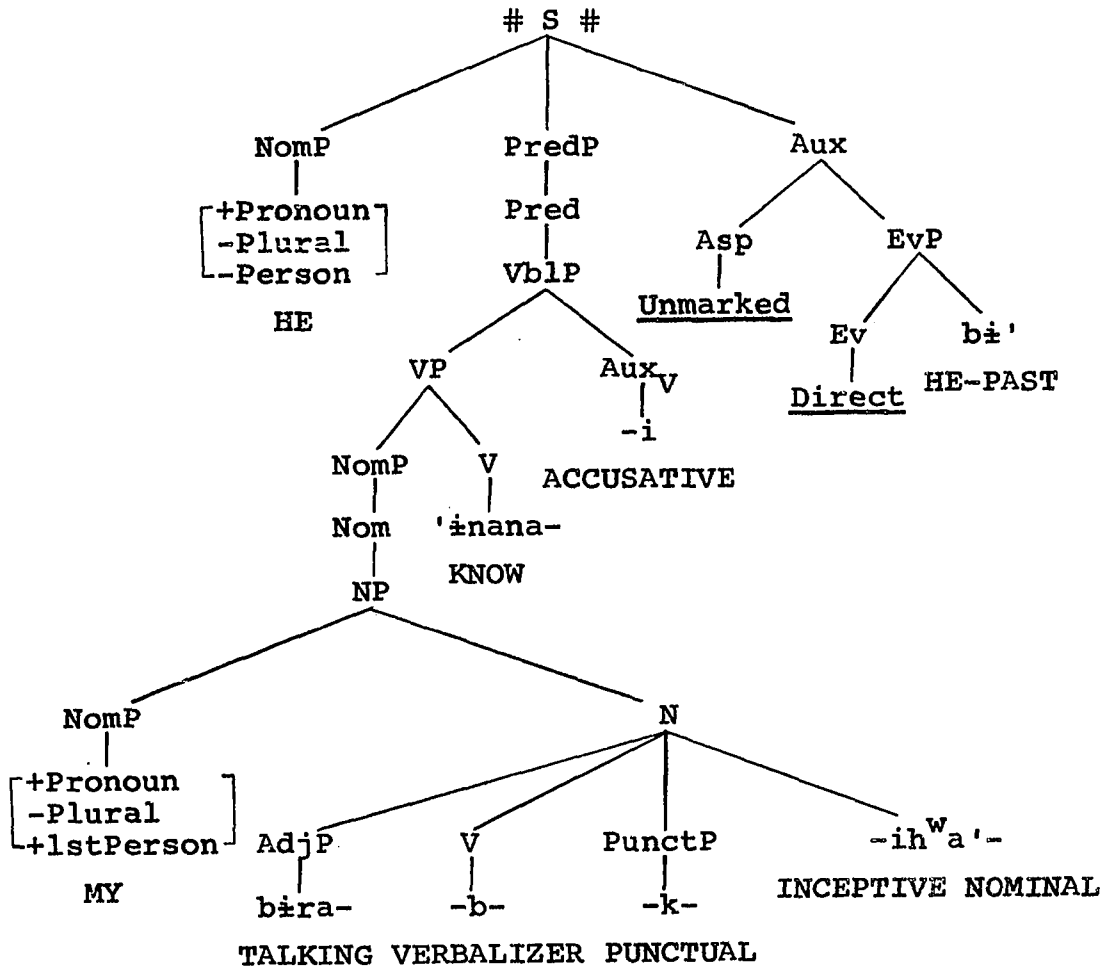 # S #
NomP PredP Aux
+Pronoun Pred
-Plural Asp EvP
-Person VblP
HE Unmarked
Ev bɨ'
VP Aux_V HE-PAST
Direct
-i
NomP V ACCUSATIVE
Nom 'ɨnana-
KNOW
NP
NomP N
+Pronoun
-Plural
+1stPerson AdjP V PunctP -ihʷa'-
MY INCEPTIVE NOMINAL
bɨra- -b- -k-
TALKING VERBALIZER PUNCTUAL